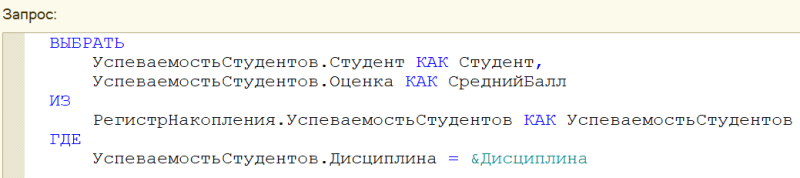 Запрос:
ВЫБРАТЬ
УспеваемостьСтудентов.Студент КАК Студент,
УспеваемостьСтудентов.Оценка КАК СреднийБалл
ИЗ
РегистрНакопления.УспеваемостьСтудентов КАК УспеваемостьСтудентов
ГДЕ
УспеваемостьСтудентов.Дисциплина = &Дисциплина